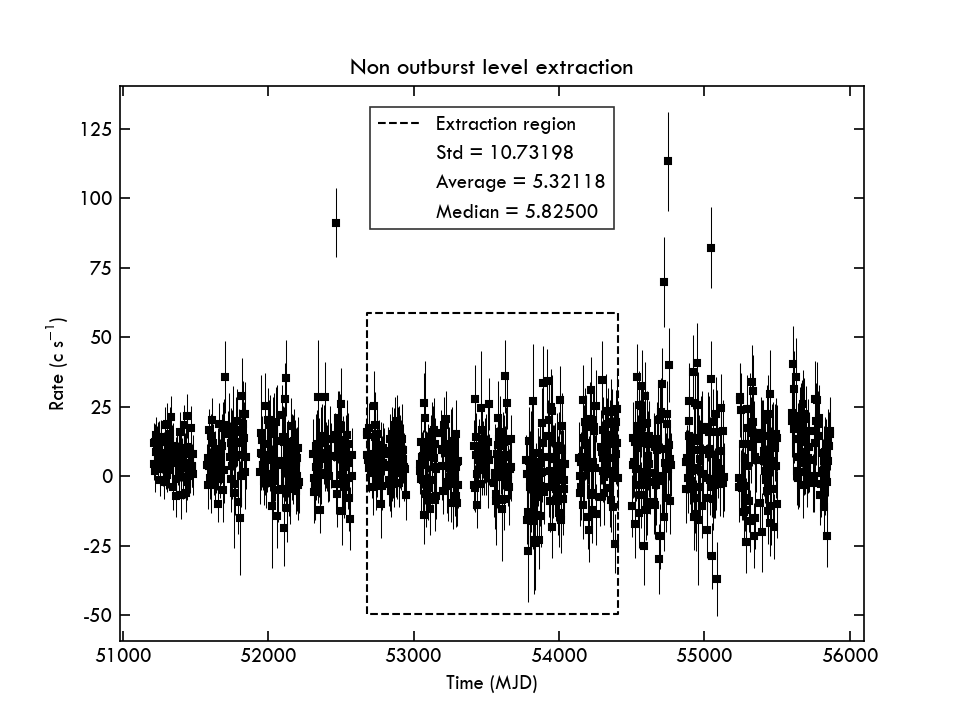 Non outburst level extraction
Extraction region
Std = 10.73198
Average = 5.32118
Median = 5.82500
125
100
75
50
25
0
-25
-50
Rate (c s⁻¹)
51000 52000 53000 54000 55000 56000
Time (MJD)